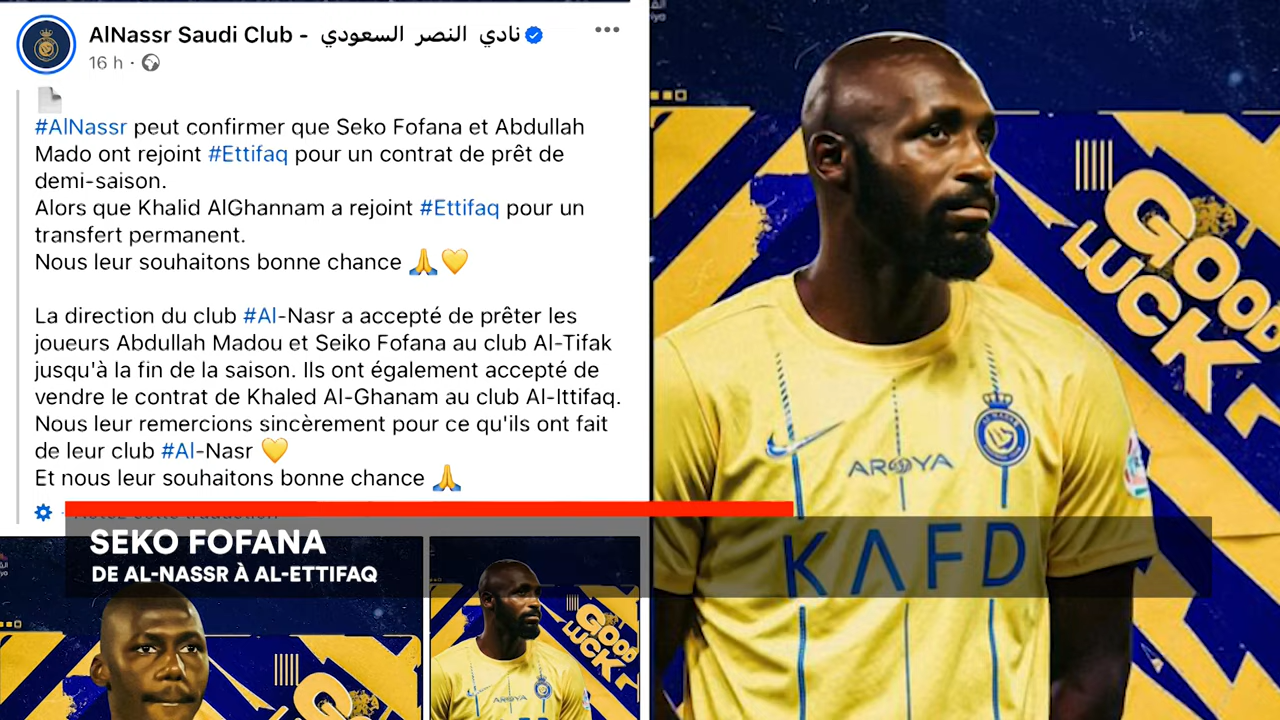 AlNassr Saudi Club - نادي النصر السعودي
16 h ·
#AlNassr peut confirmer que Seko Fofana et Abdullah
Mado ont rejoint #Ettifaq pour un contrat de prêt de
demi-saison.
Alors que Khalid AlGhannam a rejoint #Ettifaq pour un
transfert permanent.
Nous leur souhaitons bonne chance 🙏💛
La direction du club #Al-Nasr a accepté de prêter les
joueurs Abdullah Madou et Seiko Fofana au club Al-Tifak
jusqu'à la fin de la saison. Ils ont également accepté de
vendre le contrat de Khaled Al-Ghanam au club Al-Ittifaq.
Nous leur remercions sincèrement pour ce qu'ils ont fait
de leur club #Al-Nasr 💛
Et nous leur souhaitons bonne chance 🙏
SEKO FOFANA
DE AL-NASSR À AL-ETTIFAQ
GOOD
LUCK
AROYA
KAFD
GOOD
LUCK
AROYA
KAFD